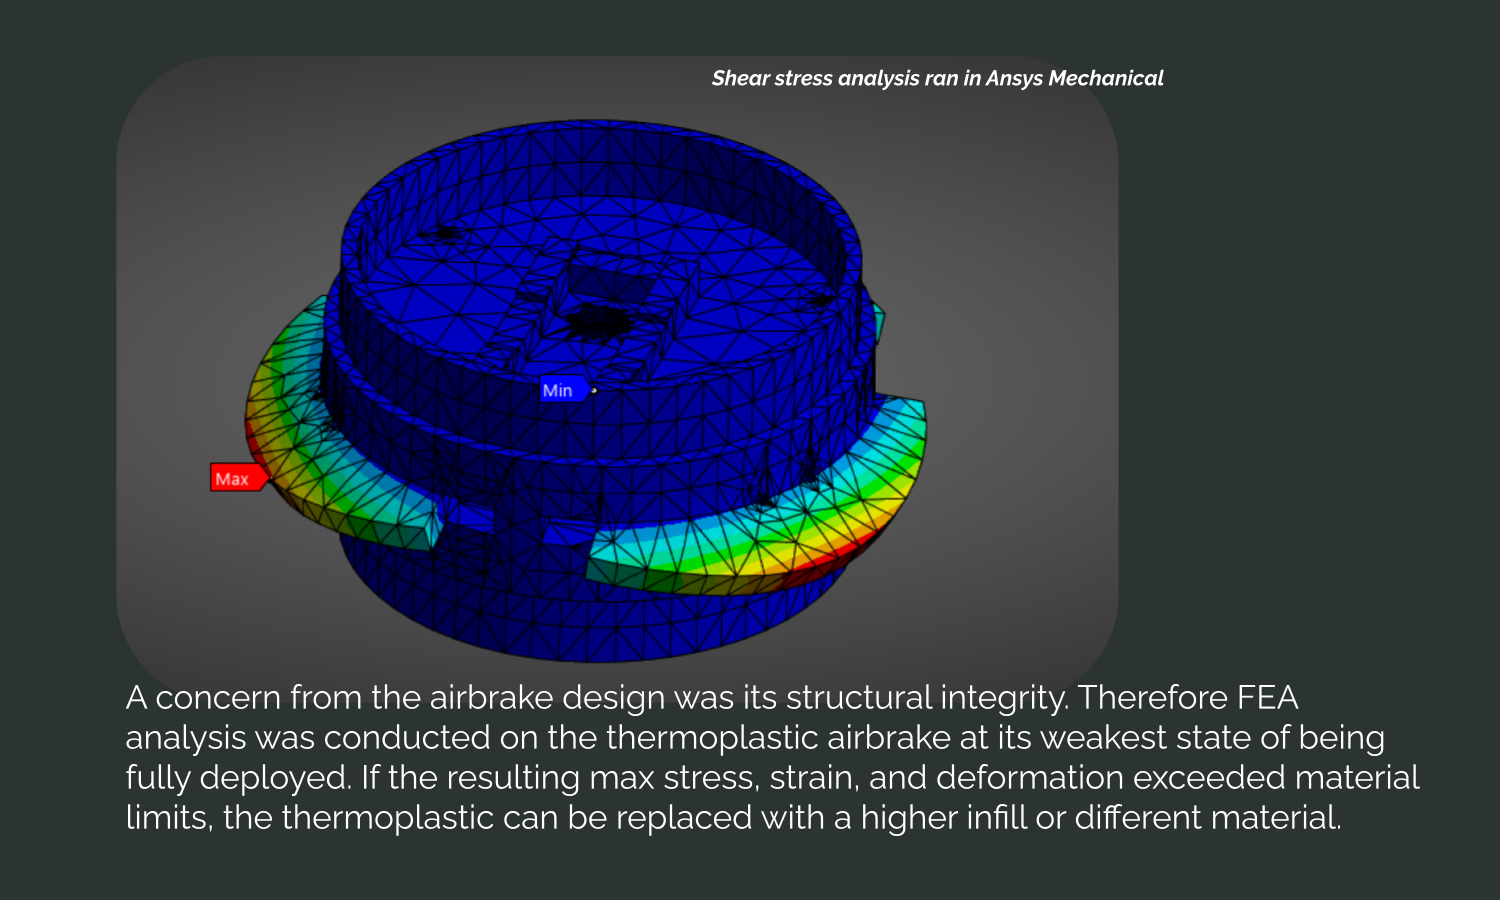 Shear stress analysis ran in Ansys Mechanical
Min
Max
A concern from the airbrake design was its structural integrity. Therefore FEA
analysis was conducted on the thermoplastic airbrake at its weakest state of being
fully deployed. If the resulting max stress, strain, and deformation exceeded material
limits, the thermoplastic can be replaced with a higher infill or different material.